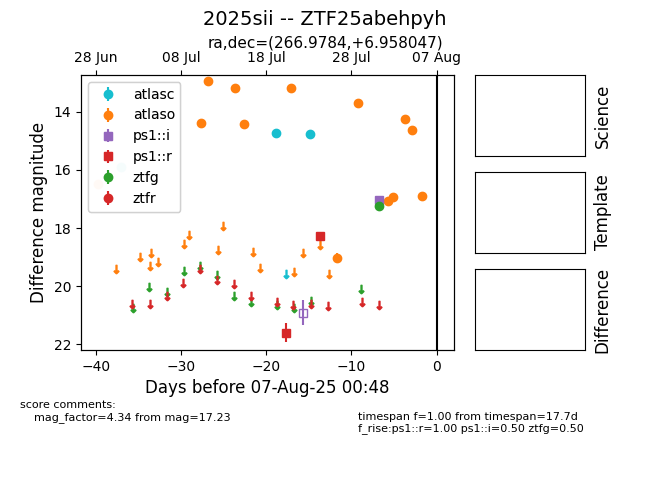 2025sii -- ZTF25abehpyh
ra,dec=(266.9784,+6.958047)
28 Jun 08 Jul 18 Jul 28 Jul 07 Aug
atlasc
atlaso
ps1::i
ps1::r
ztfg
ztfr
14
16
18
20
22
Difference magnitude
−40 −30 −20 −10 0
Days before 07-Aug-25 00:48
Science
Template
Difference
score comments:
mag_factor=4.34 from mag=17.23
timespan f=1.00 from timespan=17.7d
f_rise:ps1::r=1.00 ps1::i=0.50 ztfg=0.50